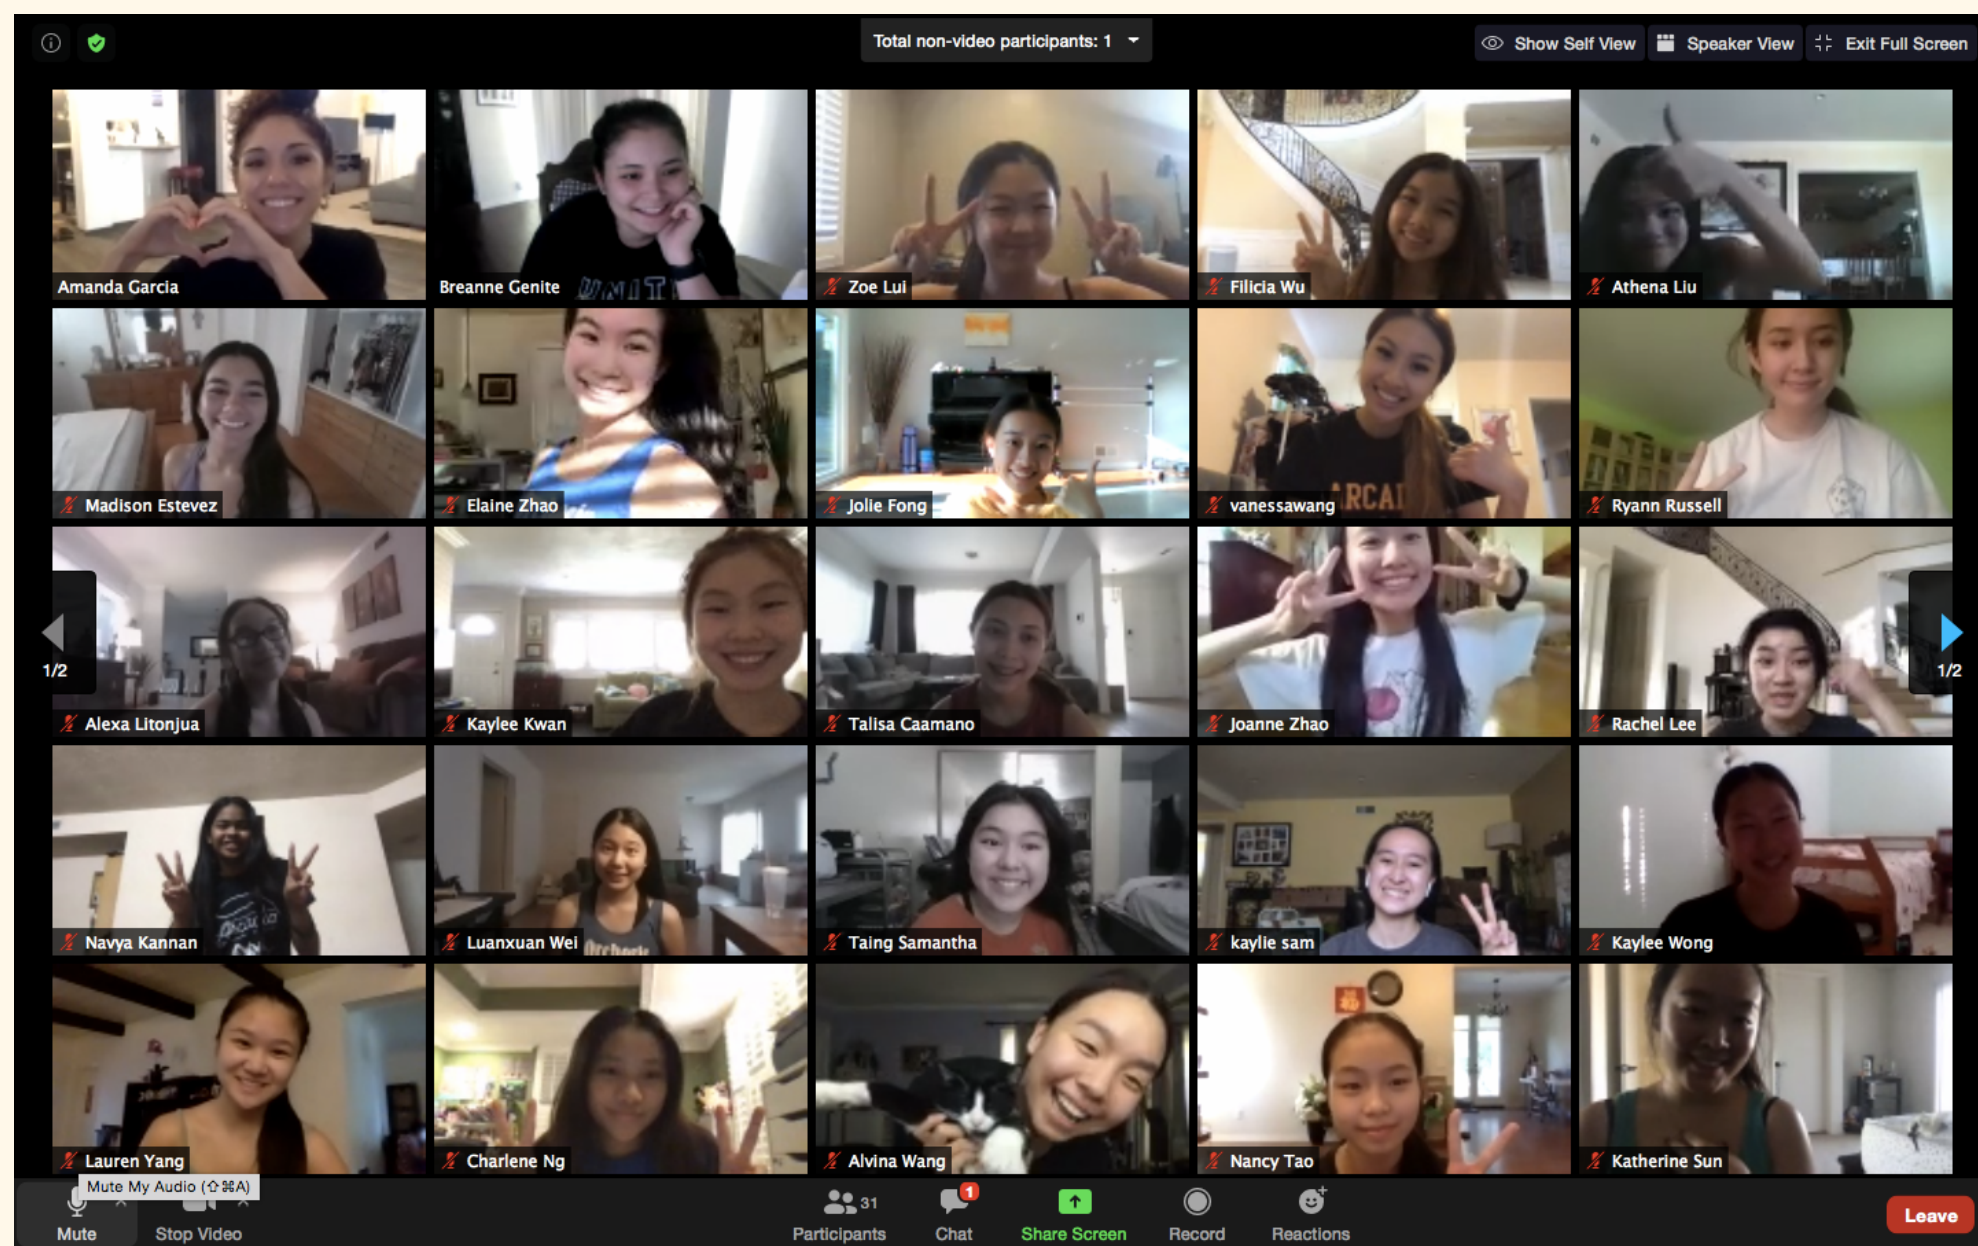 Total non-video participants: 1
Show Self View
Speaker View
Exit Full Screen
Amanda Garcia
Breanne Genite
UNIT
Zoe Lui
Filicia Wu
Athena Liu
Madison Estevez
Elaine Zhao
Jolie Fong
vanessawang
ARCAD
Ryann Russell
1/2
Alexa Litonjua
Kaylee Kwan
Talisa Caamano
Joanne Zhao
Rachel Lee
1/2
Navya Kannan
Luanxuan Wei
Orchesis
Taing Samantha
kaylie sam
Kaylee Wong
Lauren Yang
Charlene Ng
Alvina Wang
Nancy Tao
Katherine Sun
Mute My Audio (⇧⌘A)
Mute
Stop Video
31
Participants
1
Chat
Share Screen
Record
Reactions
Leave